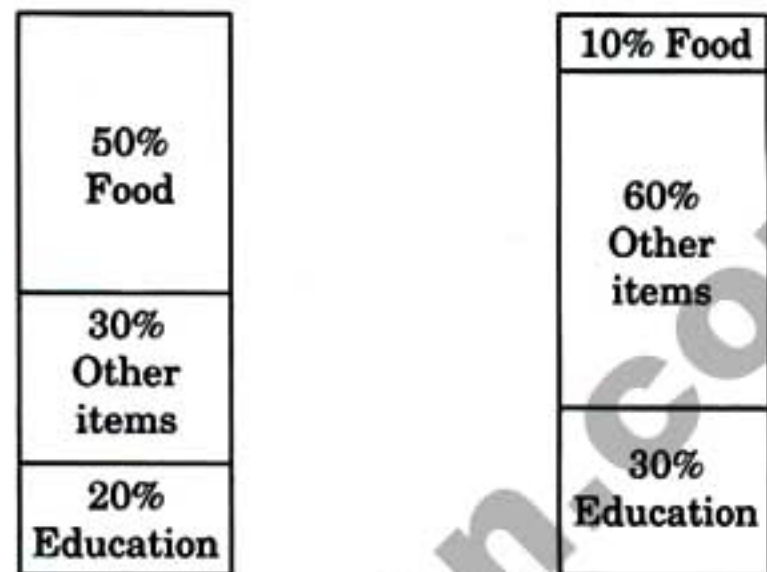 50%
Food
30%
Other
items
20%
Education
10% Food
60%
Other
items
30%
Education